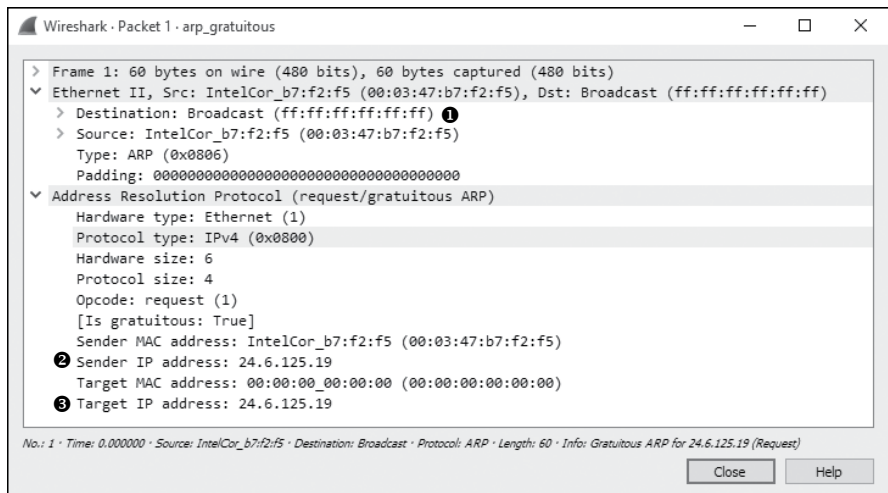 Wireshark · Packet 1 · arp_gratuitous
Frame 1: 60 bytes on wire (480 bits), 60 bytes captured (480 bits)
Ethernet II, Src: IntelCor_b7:f2:f5 (00:03:47:b7:f2:f5), Dst: Broadcast (ff:ff:ff:ff:ff:ff)
Destination: Broadcast (ff:ff:ff:ff:ff:ff) ❶
Source: IntelCor_b7:f2:f5 (00:03:47:b7:f2:f5)
Type: ARP (0x0806)
Padding: 000000000000000000000000000000000000
Address Resolution Protocol (request/gratuitous ARP)
Hardware type: Ethernet (1)
Protocol type: IPv4 (0x0800)
Hardware size: 6
Protocol size: 4
Opcode: request (1)
[Is gratuitous: True]
Sender MAC address: IntelCor_b7:f2:f5 (00:03:47:b7:f2:f5)
❷ Sender IP address: 24.6.125.19
Target MAC address: 00:00:00_00:00:00 (00:00:00:00:00:00)
❸ Target IP address: 24.6.125.19
No.: 1 · Time: 0.000000 · Source: IntelCor_b7:f2:f5 · Destination: Broadcast · Protocol: ARP · Length: 60 · Info: Gratuitous ARP for 24.6.125.19 (Request)
Close Help